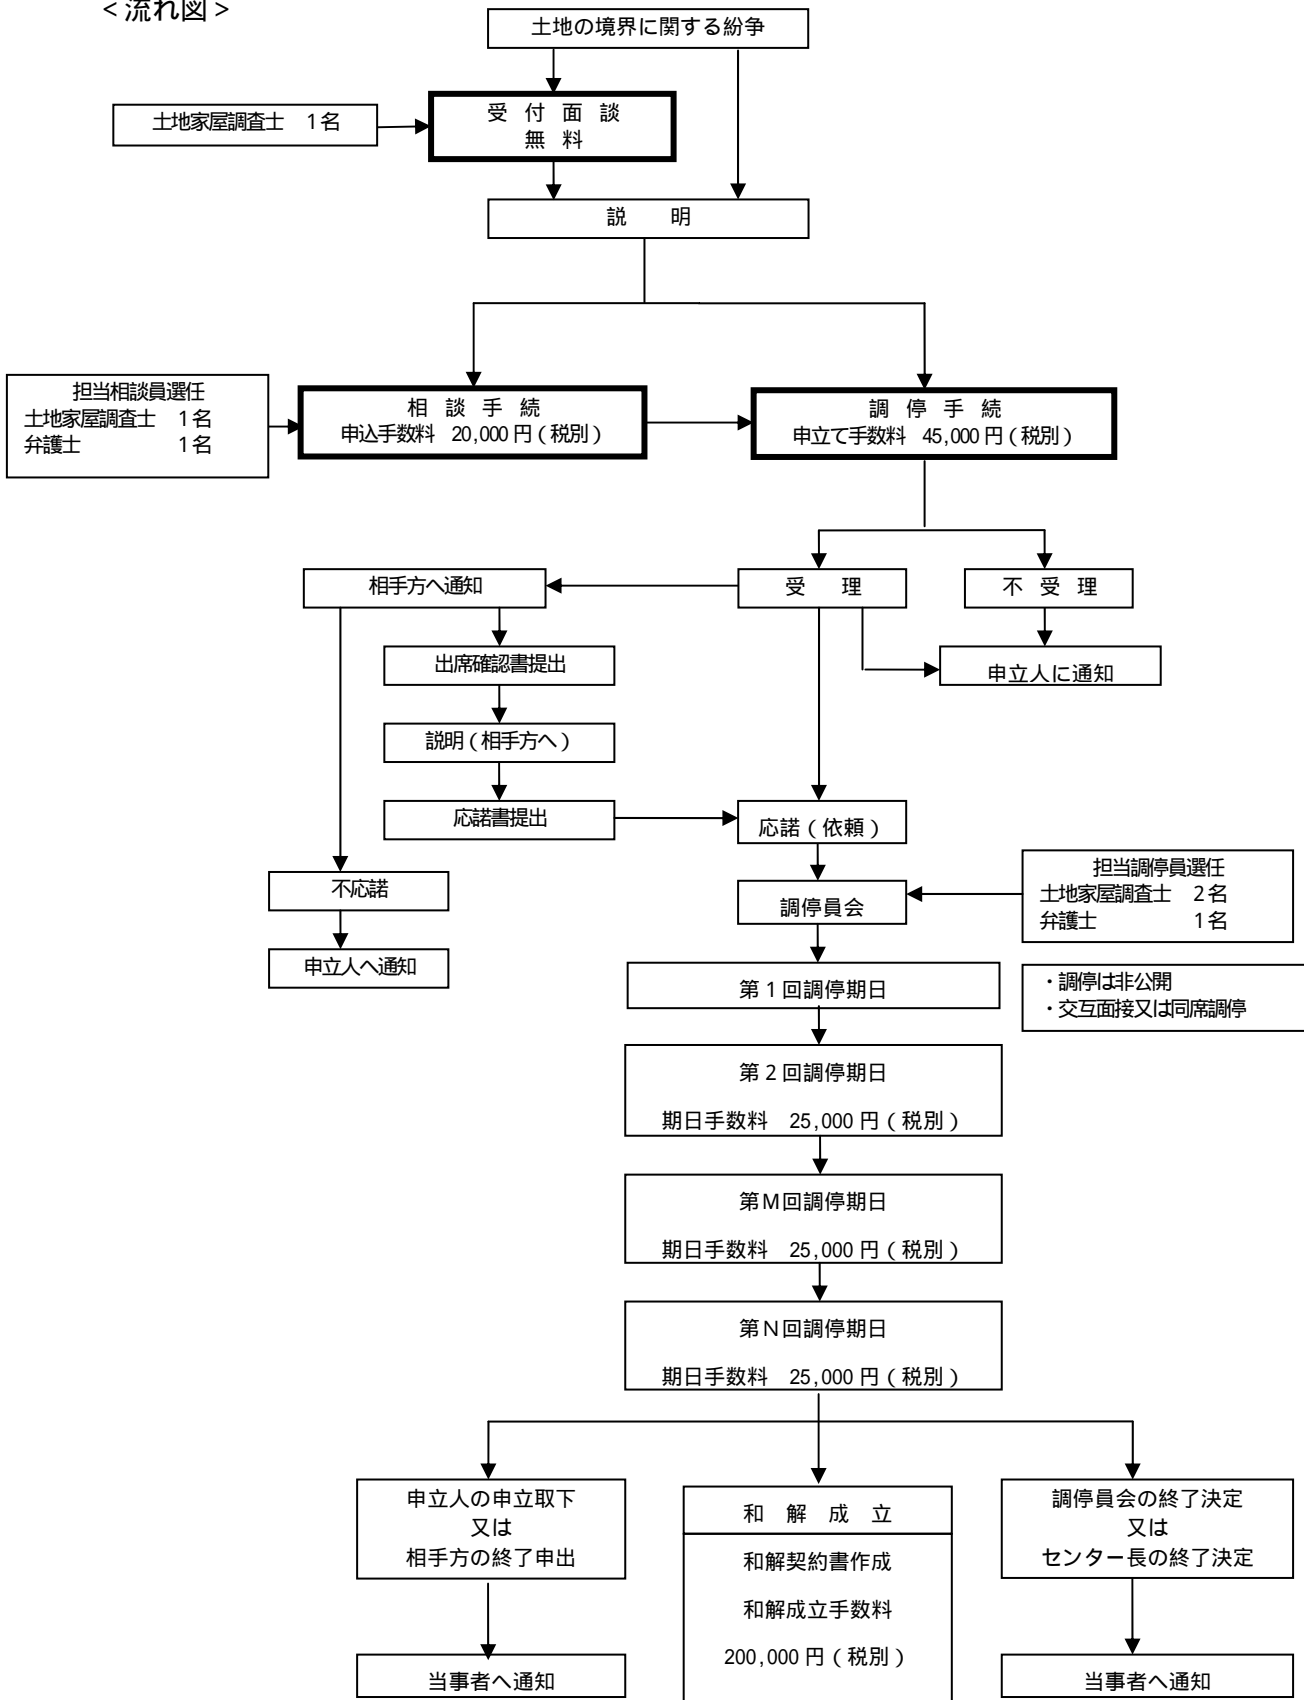 ＜流れ図＞
土地の境界に関する紛争
受　付　面　談
無　料
土地家屋調査士　1名
説　　明
担当相談員選任
土地家屋調査士　1名
弁護士　　　　　1名
相　談　手　続
申込手数料　20,000円（税別）
調　停　手　続
申立て手数料　45,000円（税別）
相手方へ通知
受　理
不　受　理
出席確認書提出
申立人に通知
説明（相手方へ）
応諾書提出
応諾（依頼）
不応諾
調停員会
担当調停員選任
土地家屋調査士　2名
弁護士　　　　　1名
申立人へ通知
第1回調停期日
・調停は非公開
・交互面接又は同席調停
第2回調停期日
期日手数料　25,000円（税別）
第M回調停期日
期日手数料　25,000円（税別）
第N回調停期日
期日手数料　25,000円（税別）
申立人の申立取下
又は
相手方の終了申出
和　解　成　立
和解契約書作成
和解成立手数料
200,000円（税別）
調停員会の終了決定
又は
センター長の終了決定
当事者へ通知
当事者へ通知